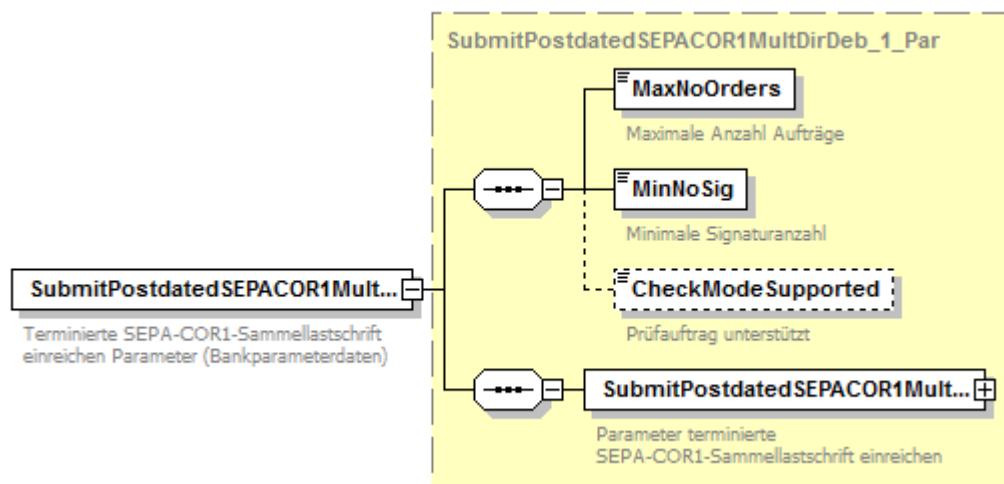 SubmitPostdatedSEPACOR1MultDirDeb_1_Par
MaxNoOrders
Maximale Anzahl Aufträge
MinNoSig
Minimale Signaturanzahl
SubmitPostdatedSEPACOR1Mult...
Terminierte SEPA-COR1-Sammellastschrift
einreichen Parameter (Bankparameterdaten)
CheckModeSupported
Prüfauftrag unterstützt
SubmitPostdatedSEPACOR1Mult...
Parameter terminierte
SEPA-COR1-Sammellastschrift einreichen